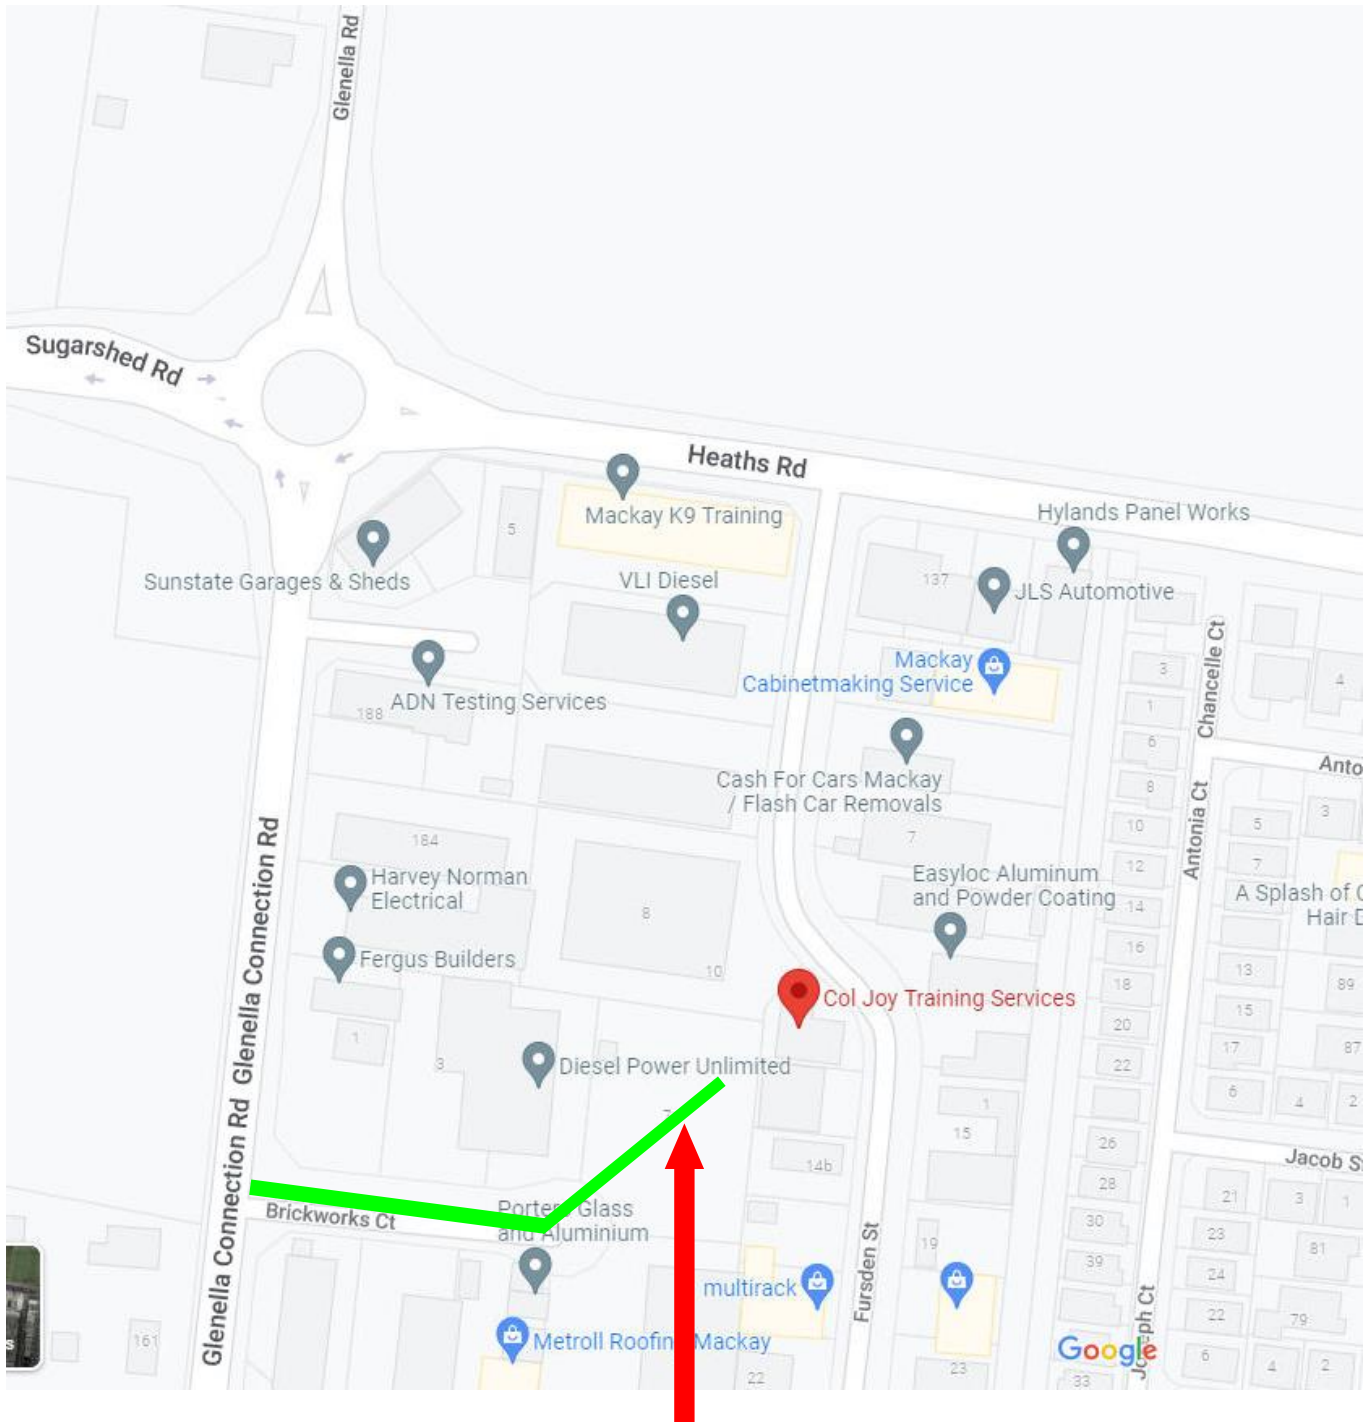 Glenella Rd
Sugarshed Rd
Heaths Rd
Mackay K9 Training
Hylands Panel Works
5
Sunstate Garages & Sheds
VLI Diesel
137
JLS Automotive
Chancelle Ct
Mackay
Cabinetmaking Service
3
4
ADN Testing Services
188
1
6
Anto
Cash For Cars Mackay
/ Flash Car Removals
8
Antonia Ct
3
5
10
184
7
Glenella Connection Rd
Harvey Norman
Electrical
Easyloc Aluminum
and Powder Coating
12
7
14
A Splash of
Hair
8
16
Fergus Builders
10
13
18
89
Col Joy Training Services
15
20
1
17
87
3
Diesel Power Unlimited
22
6
4
2
1
15
26
14b
Jacob S
28
21
3
1
Glenella Connection Rd
Brickworks Ct
Porters Glass
and Aluminium
30
23
81
19
39
24
Fursden St
multirack
22
79
161
Metroll Roofing Mackay
Google
Joseph Ct
s
22
23
33
6
4
2